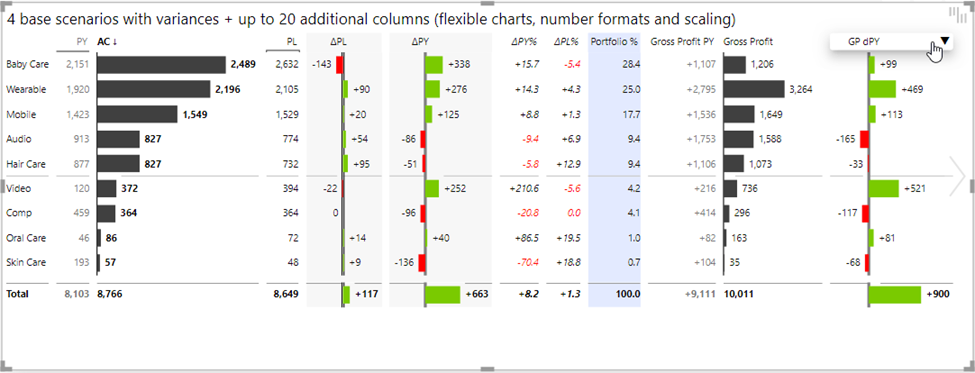 4 base scenarios with variances + up to 20 additional columns (flexible charts, number formats and scaling)
PY AC ↓ PL ΔPL ΔPY ΔPY% ΔPL% Portfolio % Gross Profit PY Gross Profit GP dPY
Baby Care 2,151 2,489 2,632 -143 +338 +15.7 -5.4 28.4 +1,107 1,206 +99
Wearable 1,920 2,196 2,105 +90 +276 +14.3 +4.3 25.0 +2,795 3,264 +469
Mobile 1,423 1,549 1,529 +20 +125 +8.8 +1.3 17.7 +1,536 1,649 +113
Audio 913 827 774 +54 -86 -9.4 +6.9 9.4 +1,753 1,588 -165
Hair Care 877 827 732 +95 -51 -5.8 +12.9 9.4 +1,106 1,073 -33
Video 120 372 394 -22 +252 +210.6 -5.6 4.2 +216 736 +521
Comp 459 364 364 0 -96 -20.8 0.0 4.1 +414 296 -117
Oral Care 46 86 72 +14 +40 +86.5 +19.5 1.0 +82 163 +81
Skin Care 193 57 48 +9 -136 -70.4 +18.8 0.7 +104 35 -68
Total 8,103 8,766 8,649 +117 +663 +8.2 +1.3 100.0 +9,111 10,011 +900